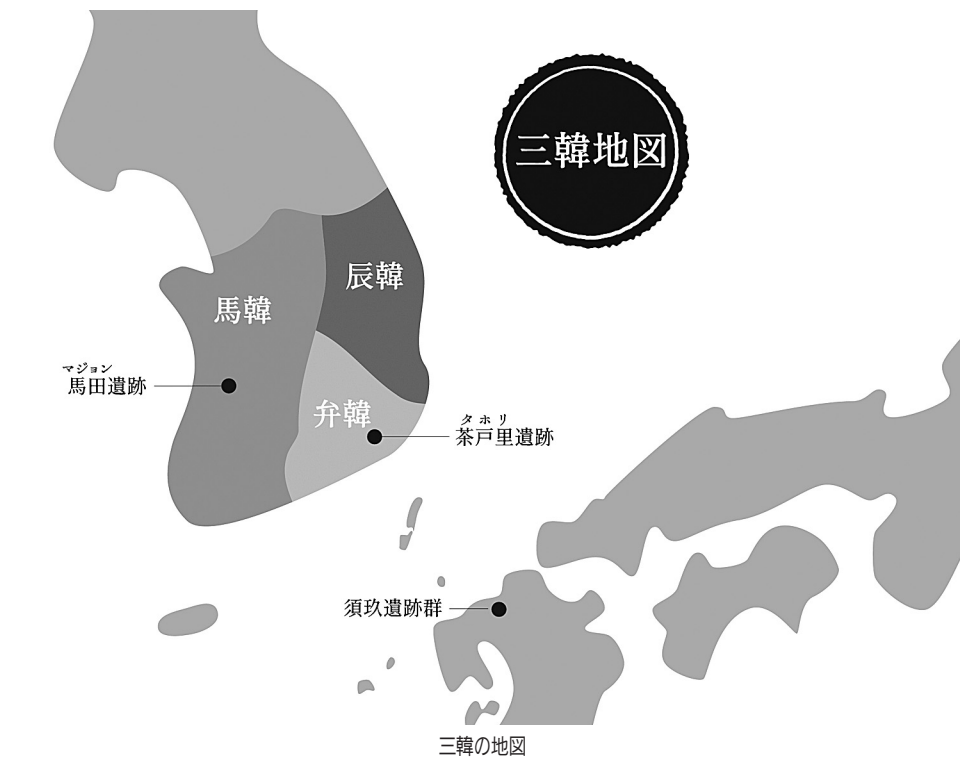 三韓地図
辰韓
馬韓
マジョン
馬田遺跡
弁韓
タホリ
茶戸里遺跡
須玖遺跡群
三韓の地図